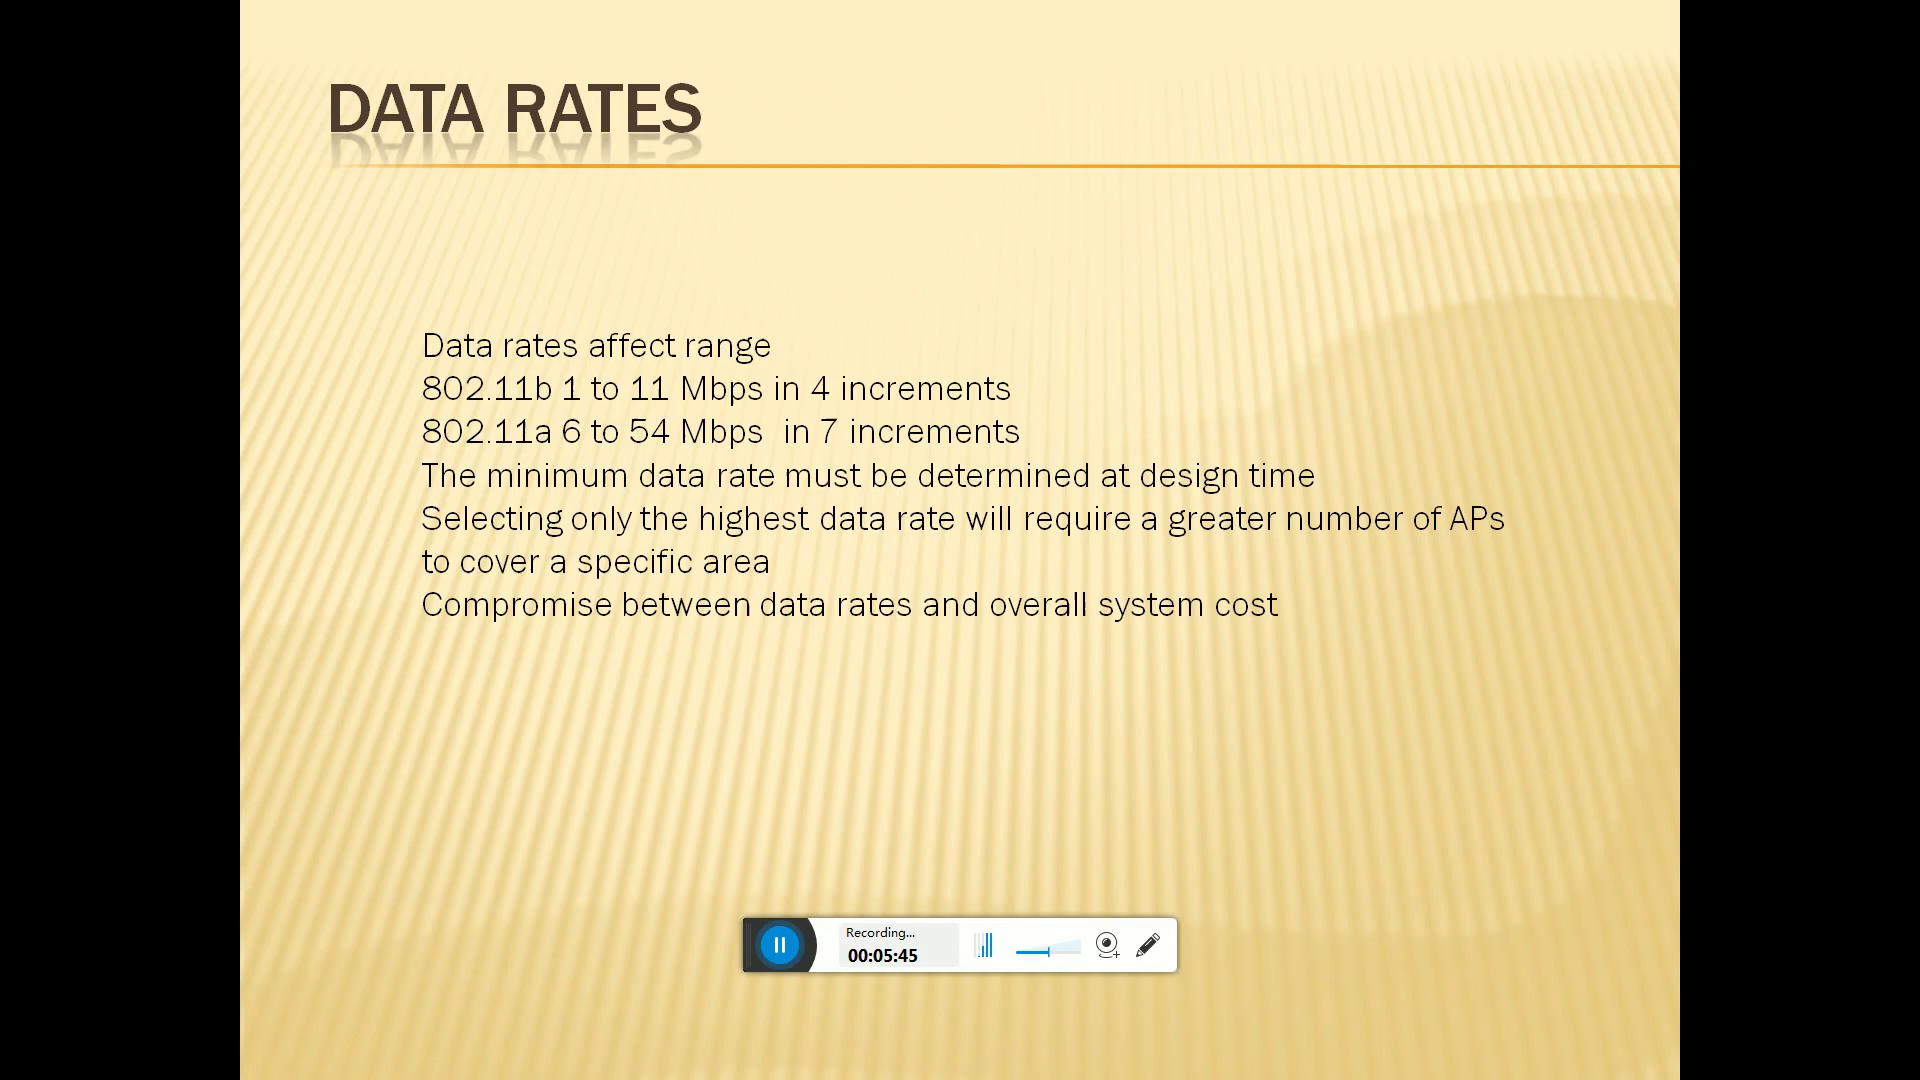 DATA RATES
Data rates affect range
802.11b 1 to 11 Mbps in 4 increments
802.11a 6 to 54 Mbps  in 7 increments
The minimum data rate must be determined at design time
Selecting only the highest data rate will require a greater number of APs
to cover a specific area
Compromise between data rates and overall system cost
Recording...
00:05:45